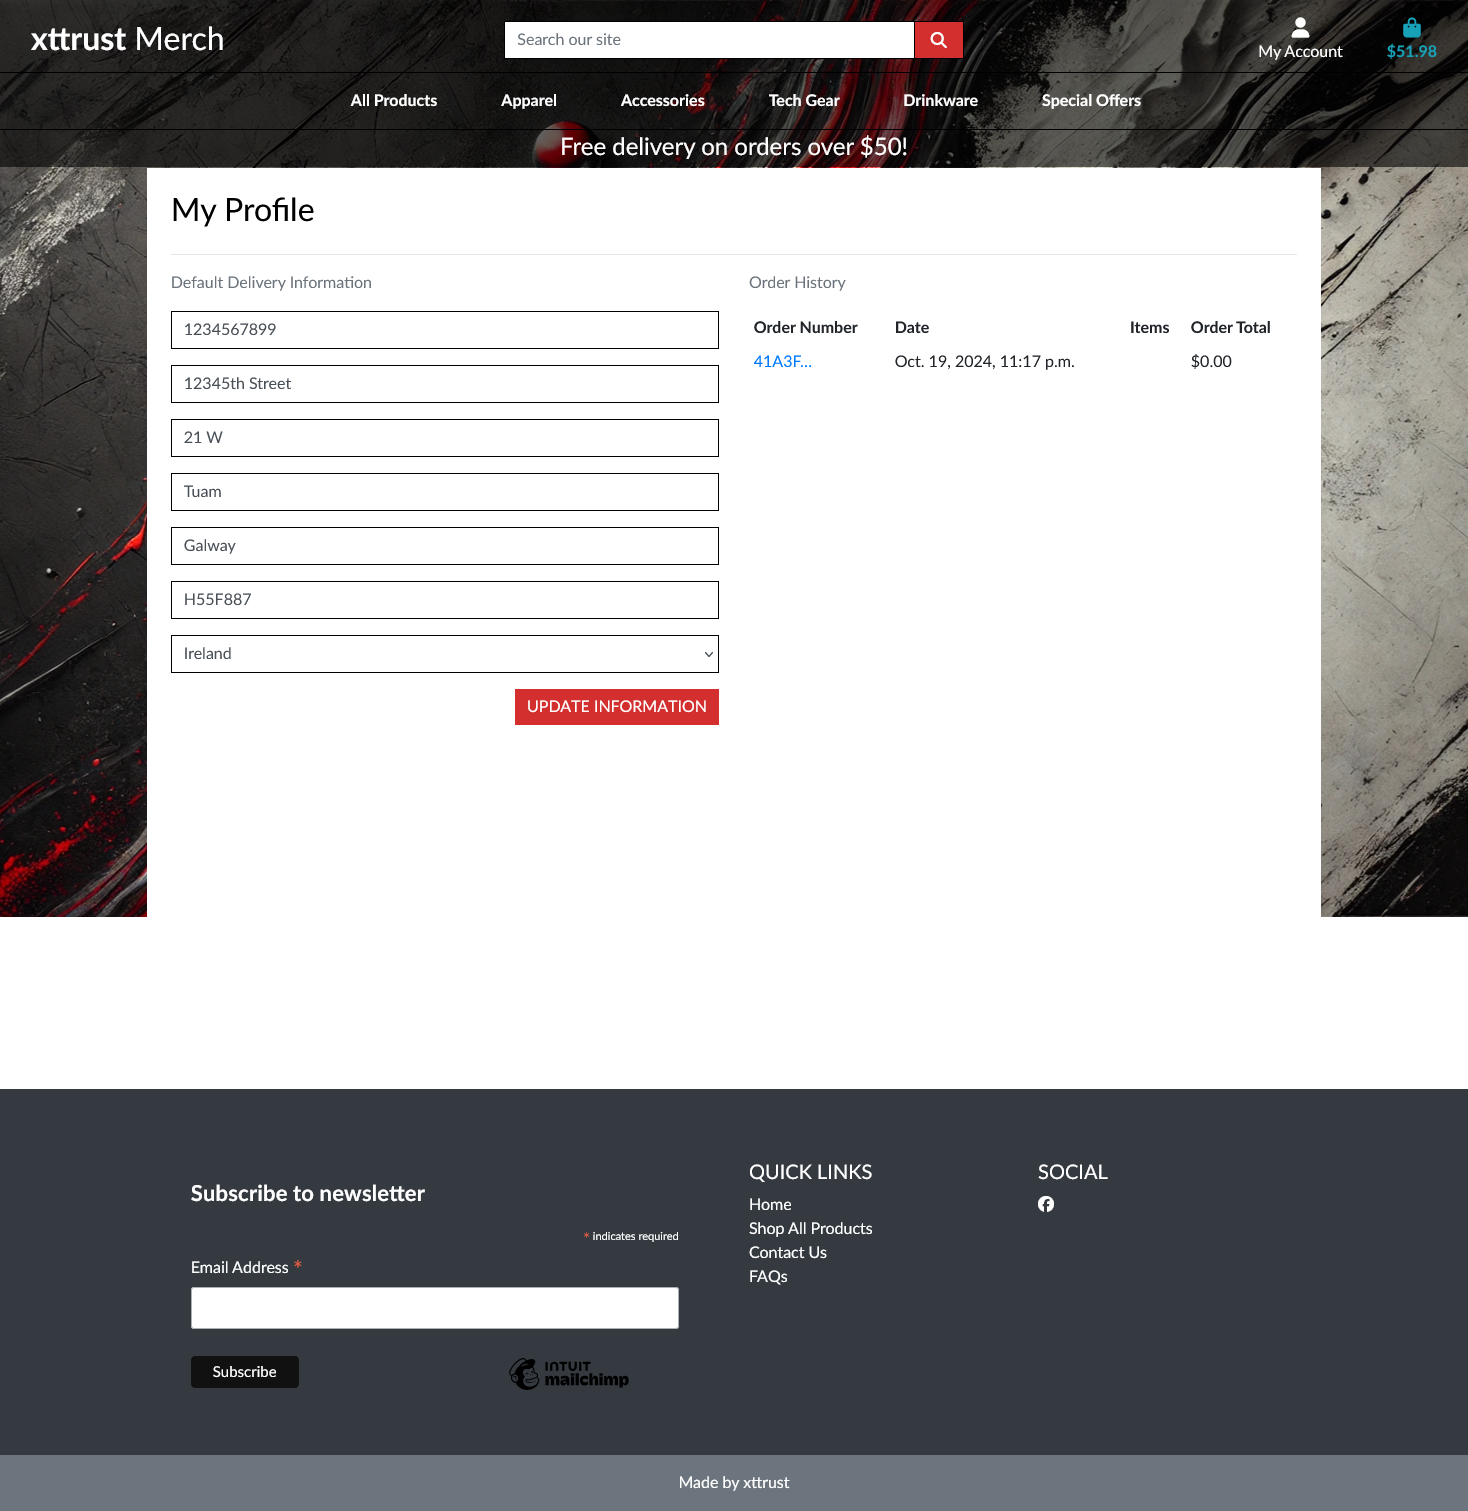 xttrust Merch
Search our site
My Account
$51.98
All Products Apparel Accessories Tech Gear Drinkware Special Offers
Free delivery on orders over $50!
My Profile
Default Delivery Information
1234567899
12345th Street
21 W
Tuam
Galway
H55F887
Ireland
UPDATE INFORMATION
Order History
Order Number Date Items Order Total
41A3F... Oct. 19, 2024, 11:17 p.m. $0.00
Subscribe to newsletter
* indicates required
Email Address *
Subscribe
INTUIT
mailchimp
QUICK LINKS
Home
Shop All Products
Contact Us
FAQs
SOCIAL
Made by xttrust